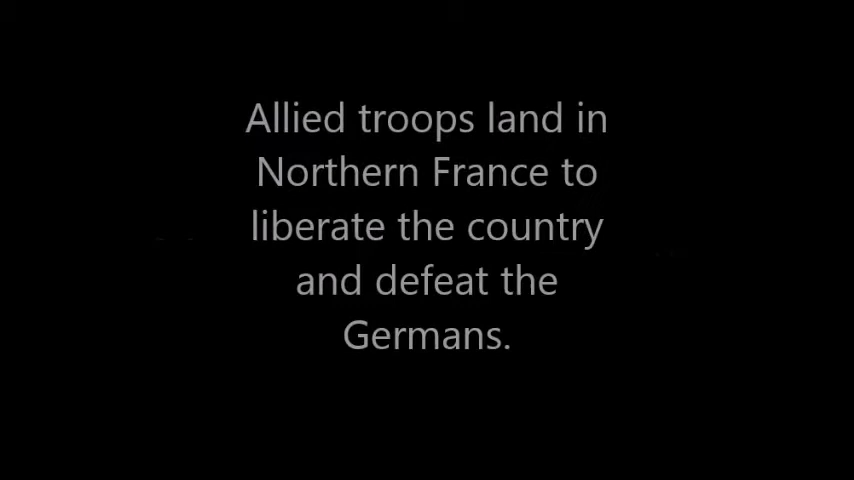 Allied troops land in
Northern France to
liberate the country
and defeat the
Germans.